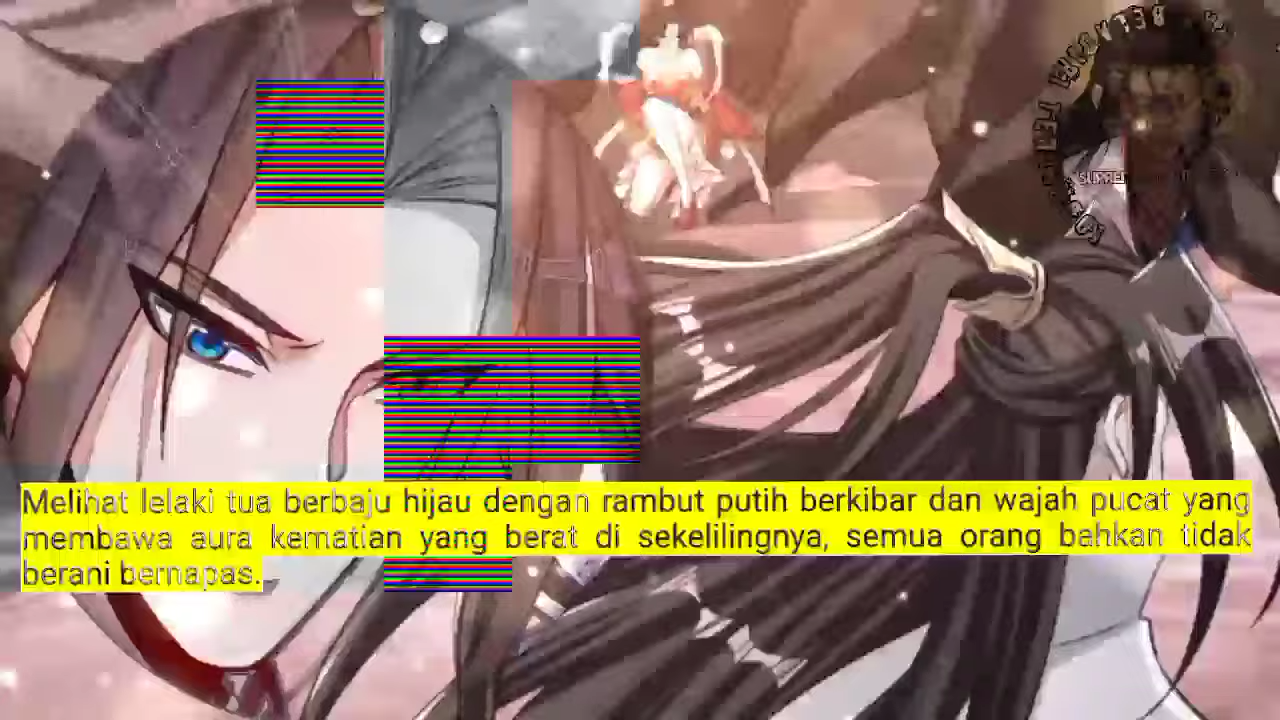 Melihat lelaki tua berbaju hijau dengan rambut putih berkibar dan wajah pucat yang
membawa aura kematian yang berat di sekelilingnya, semua orang bahkan tidak
berani bernapas.